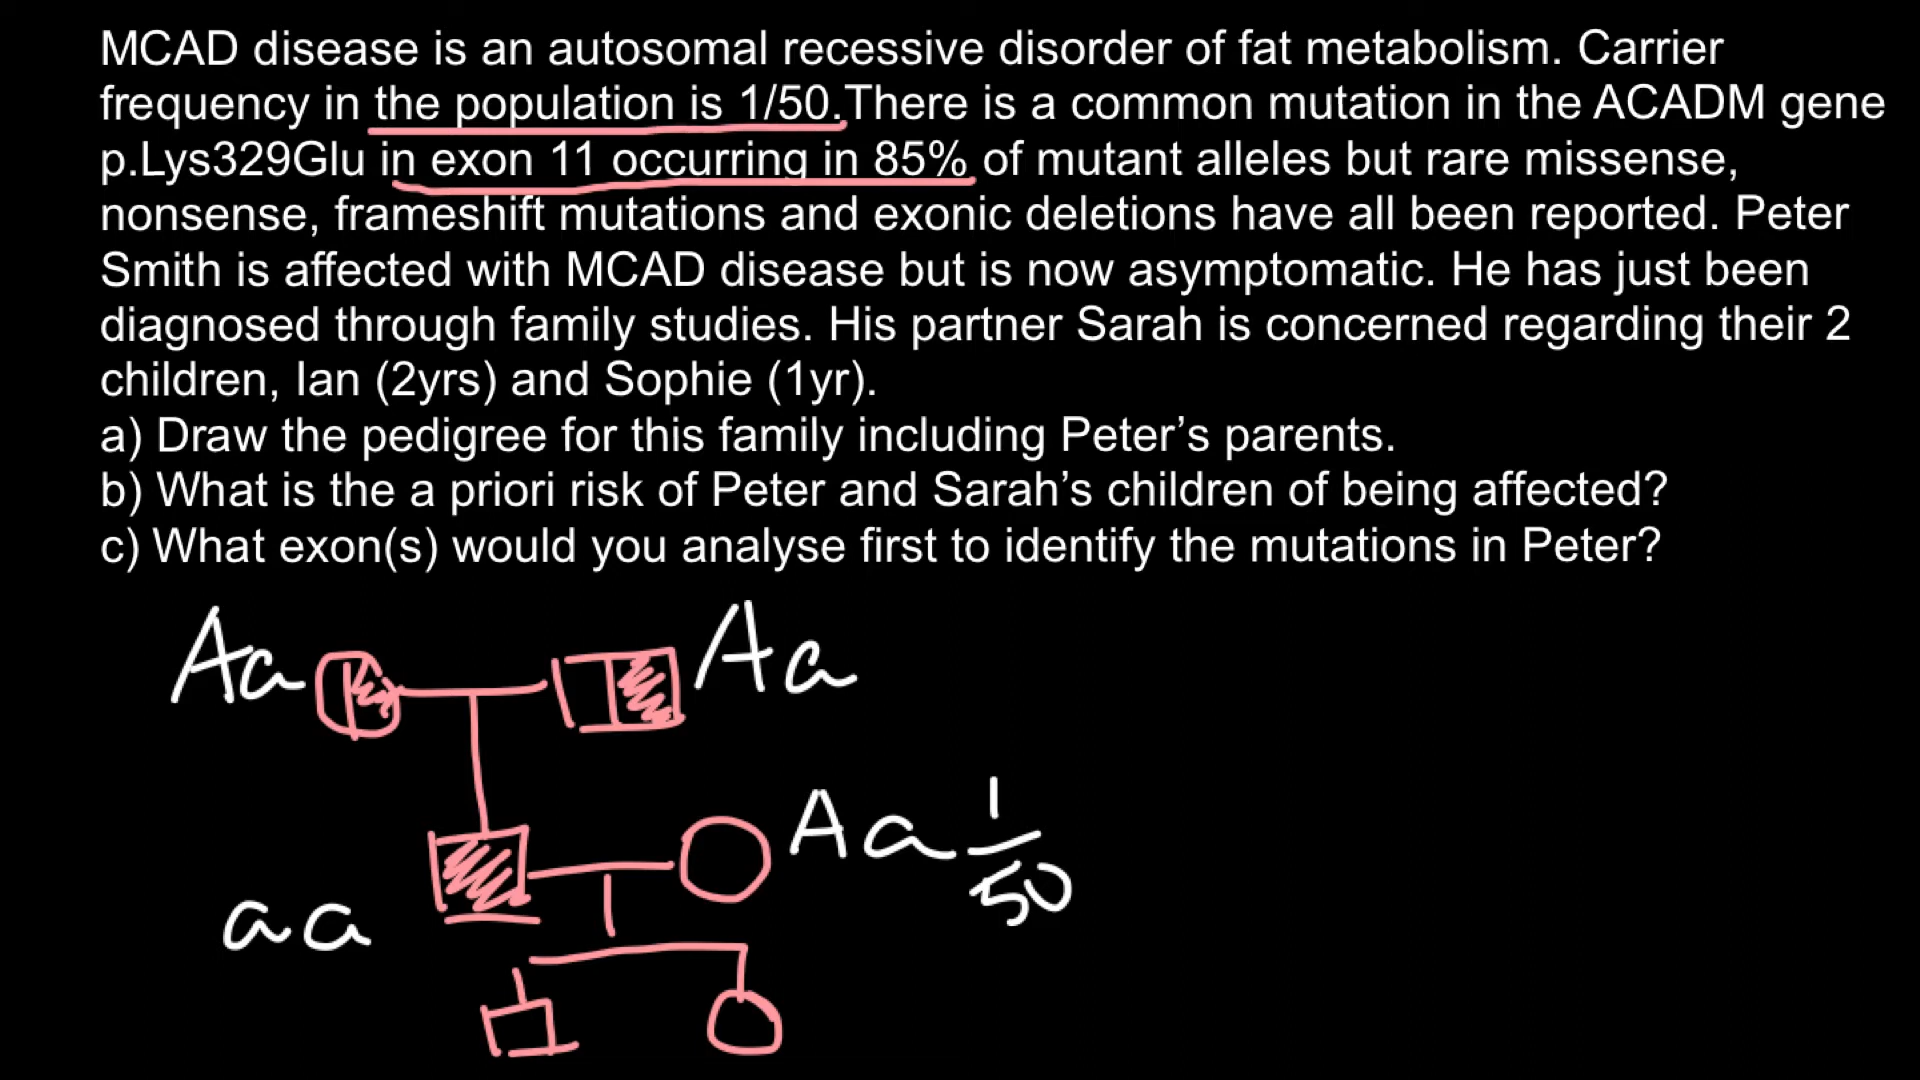 MCAD disease is an autosomal recessive disorder of fat metabolism. Carrier
frequency in the population is 1/50.There is a common mutation in the ACADM gene
p.Lys329Glu in exon 11 occurring in 85% of mutant alleles but rare missense,
nonsense, frameshift mutations and exonic deletions have all been reported. Peter
Smith is affected with MCAD disease but is now asymptomatic. He has just been
diagnosed through family studies. His partner Sarah is concerned regarding their 2
children, Ian (2yrs) and Sophie (1yr).
a) Draw the pedigree for this family including Peter’s parents.
b) What is the a priori risk of Peter and Sarah’s children of being affected?
c) What exon(s) would you analyse first to identify the mutations in Peter?
Aa Aa
Aa 1/50
aa